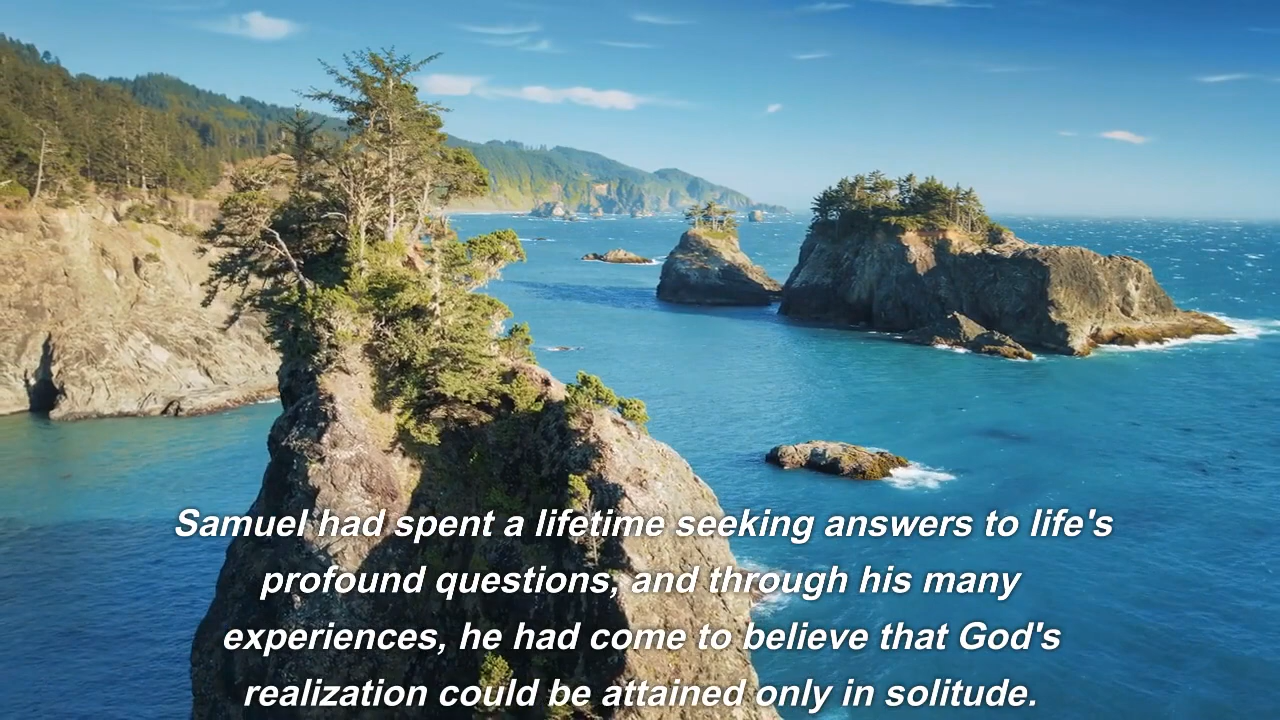 Samuel had spent a lifetime seeking answers to life's
profound questions, and through his many
experiences, he had come to believe that God's
realization could be attained only in solitude.